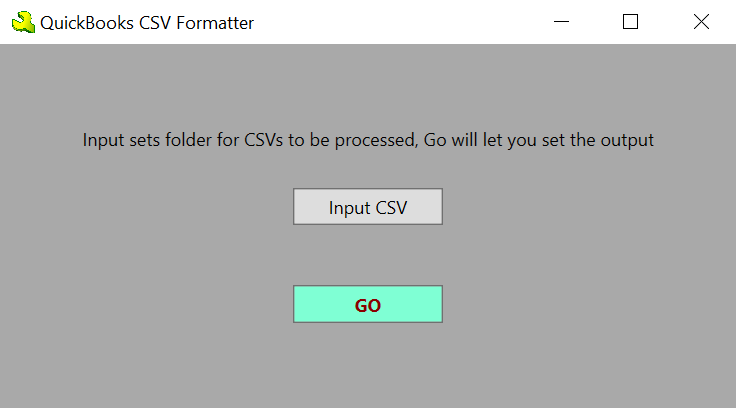 QuickBooks CSV Formatter
Input sets folder for CSVs to be processed, Go will let you set the output
Input CSV
GO